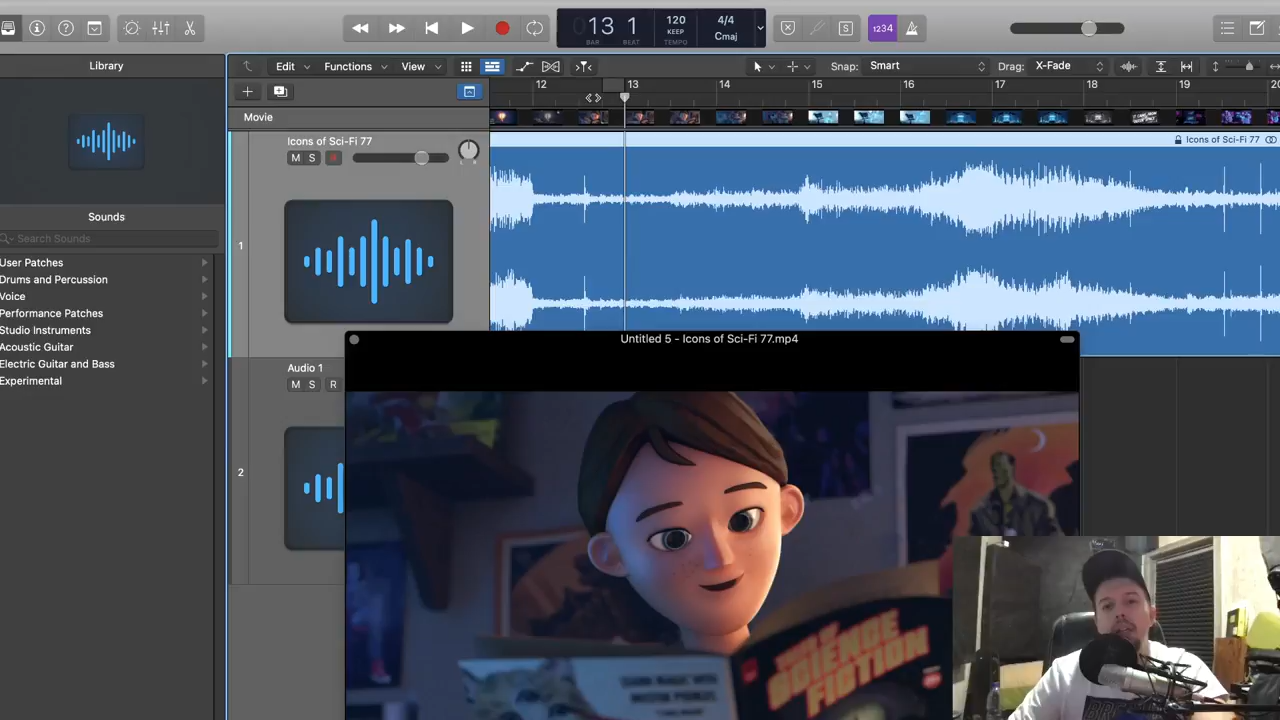 13 1
120
4/4
BAR BEAT
KEEP
TEMPO
Cmaj
S
1234
Library
Edit
Functions
View
Snap:
Smart
Drag:
X-Fade
12
13
14
15
16
17
18
19
20
Movie
Icons of Sci-Fi 77
M S
Icons of Sci-Fi 77
1
Sounds
Search Sounds
User Patches
Drums and Percussion
Voice
Performance Patches
Studio Instruments
Acoustic Guitar
Electric Guitar and Bass
Experimental
Untitled 5 - Icons of Sci-Fi 77.mp4
Audio 1
M S R
2
SCIENCE
FICTION